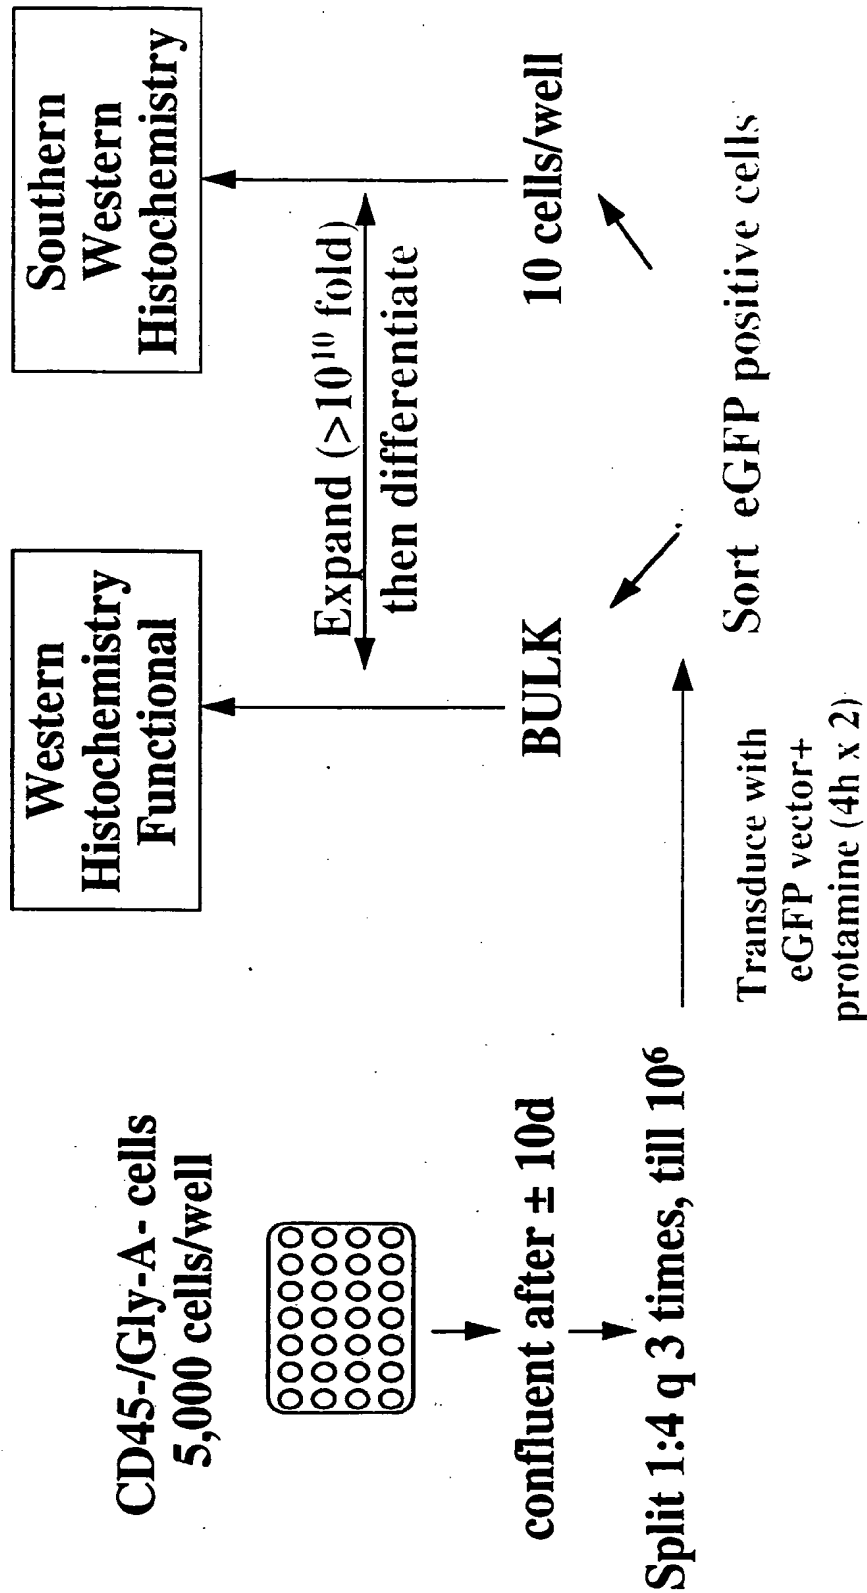 CD45-/Gly-A- cells
5,000 cells/well
confluent after ± 10d
Split 1:4 q 3 times, till 10⁶
Transduce with
eGFP vector+
protamine (4h x 2)
Sort eGFP positive cells
BULK
10 cells/well
Expand (>10¹⁰ fold)
then differentiate
Western
Histochemistry
Functional
Southern
Western
Histochemistry